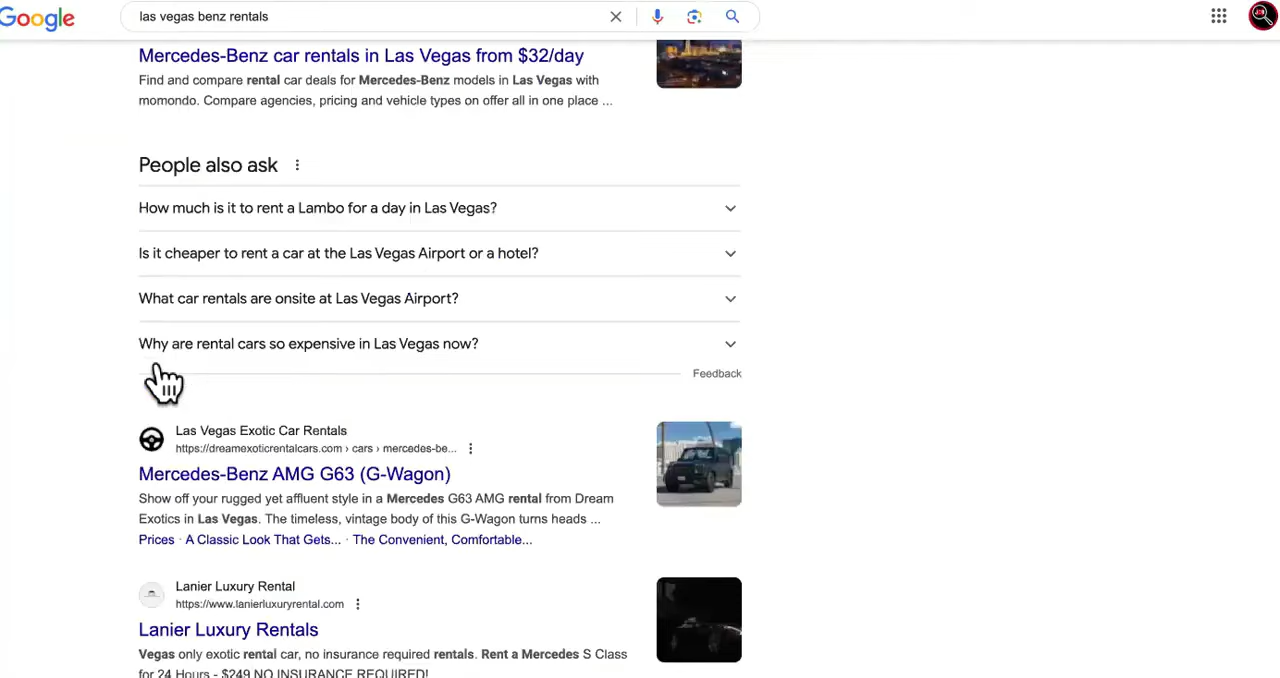 Google
las vegas benz rentals
Mercedes-Benz car rentals in Las Vegas from $32/day
Find and compare rental car deals for Mercedes-Benz models in Las Vegas with
momondo. Compare agencies, pricing and vehicle types on offer all in one place ...
People also ask
How much is it to rent a Lambo for a day in Las Vegas?
Is it cheaper to rent a car at the Las Vegas Airport or a hotel?
What car rentals are onsite at Las Vegas Airport?
Why are rental cars so expensive in Las Vegas now?
Feedback
Las Vegas Exotic Car Rentals
https://dreamexoticrentalcars.com › cars › mercedes-be...
Mercedes-Benz AMG G63 (G-Wagon)
Show off your rugged yet affluent style in a Mercedes G63 AMG rental from Dream
Exotics in Las Vegas. The timeless, vintage body of this G-Wagon turns heads ...
Prices · A Classic Look That Gets... · The Convenient, Comfortable...
Lanier Luxury Rental
https://www.lanierluxuryrental.com
Lanier Luxury Rentals
Vegas only exotic rental car, no insurance required rentals. Rent a Mercedes S Class
for 24 Hours - $249 NO INSURANCE REQUIRED!